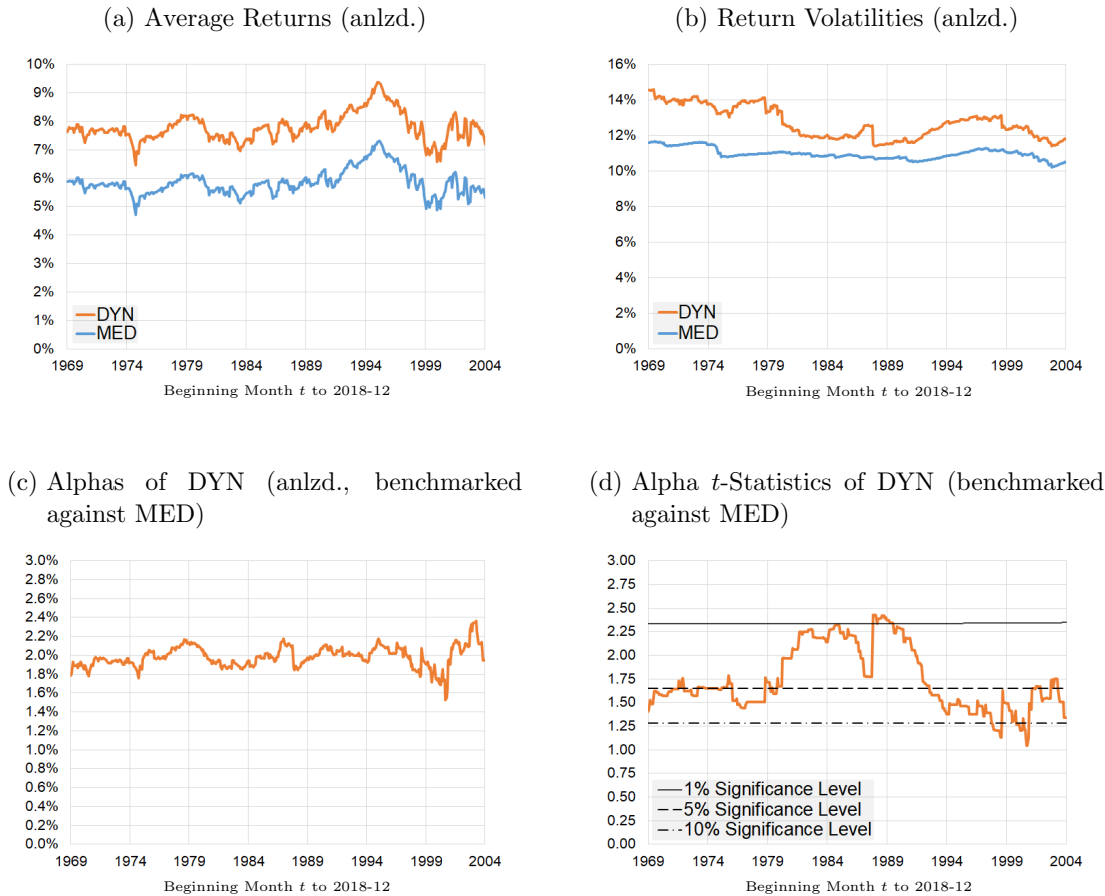 (a) Average Returns (anlzd.)
10%
9%
8%
7%
6%
5%
4%
3%
2%
1%
0%
DYN
MED
1969 1974 1979 1984 1989 1994 1999 2004
Beginning Month t to 2018-12
(b) Return Volatilities (anlzd.)
16%
14%
12%
10%
8%
6%
4%
2%
0%
DYN
MED
1969 1974 1979 1984 1989 1994 1999 2004
Beginning Month t to 2018-12
(c) Alphas of DYN (anlzd., benchmarked
against MED)
3.0%
2.8%
2.6%
2.4%
2.2%
2.0%
1.8%
1.6%
1.4%
1.2%
1.0%
0.8%
0.6%
0.4%
0.2%
0.0%
1969 1974 1979 1984 1989 1994 1999 2004
Beginning Month t to 2018-12
(d) Alpha t-Statistics of DYN (benchmarked
against MED)
3.00
2.75
2.50
2.25
2.00
1.75
1.50
1.25
1.00
0.75
0.50
0.25
0.00
1% Significance Level
5% Significance Level
10% Significance Level
1969 1974 1979 1984 1989 1994 1999 2004
Beginning Month t to 2018-12